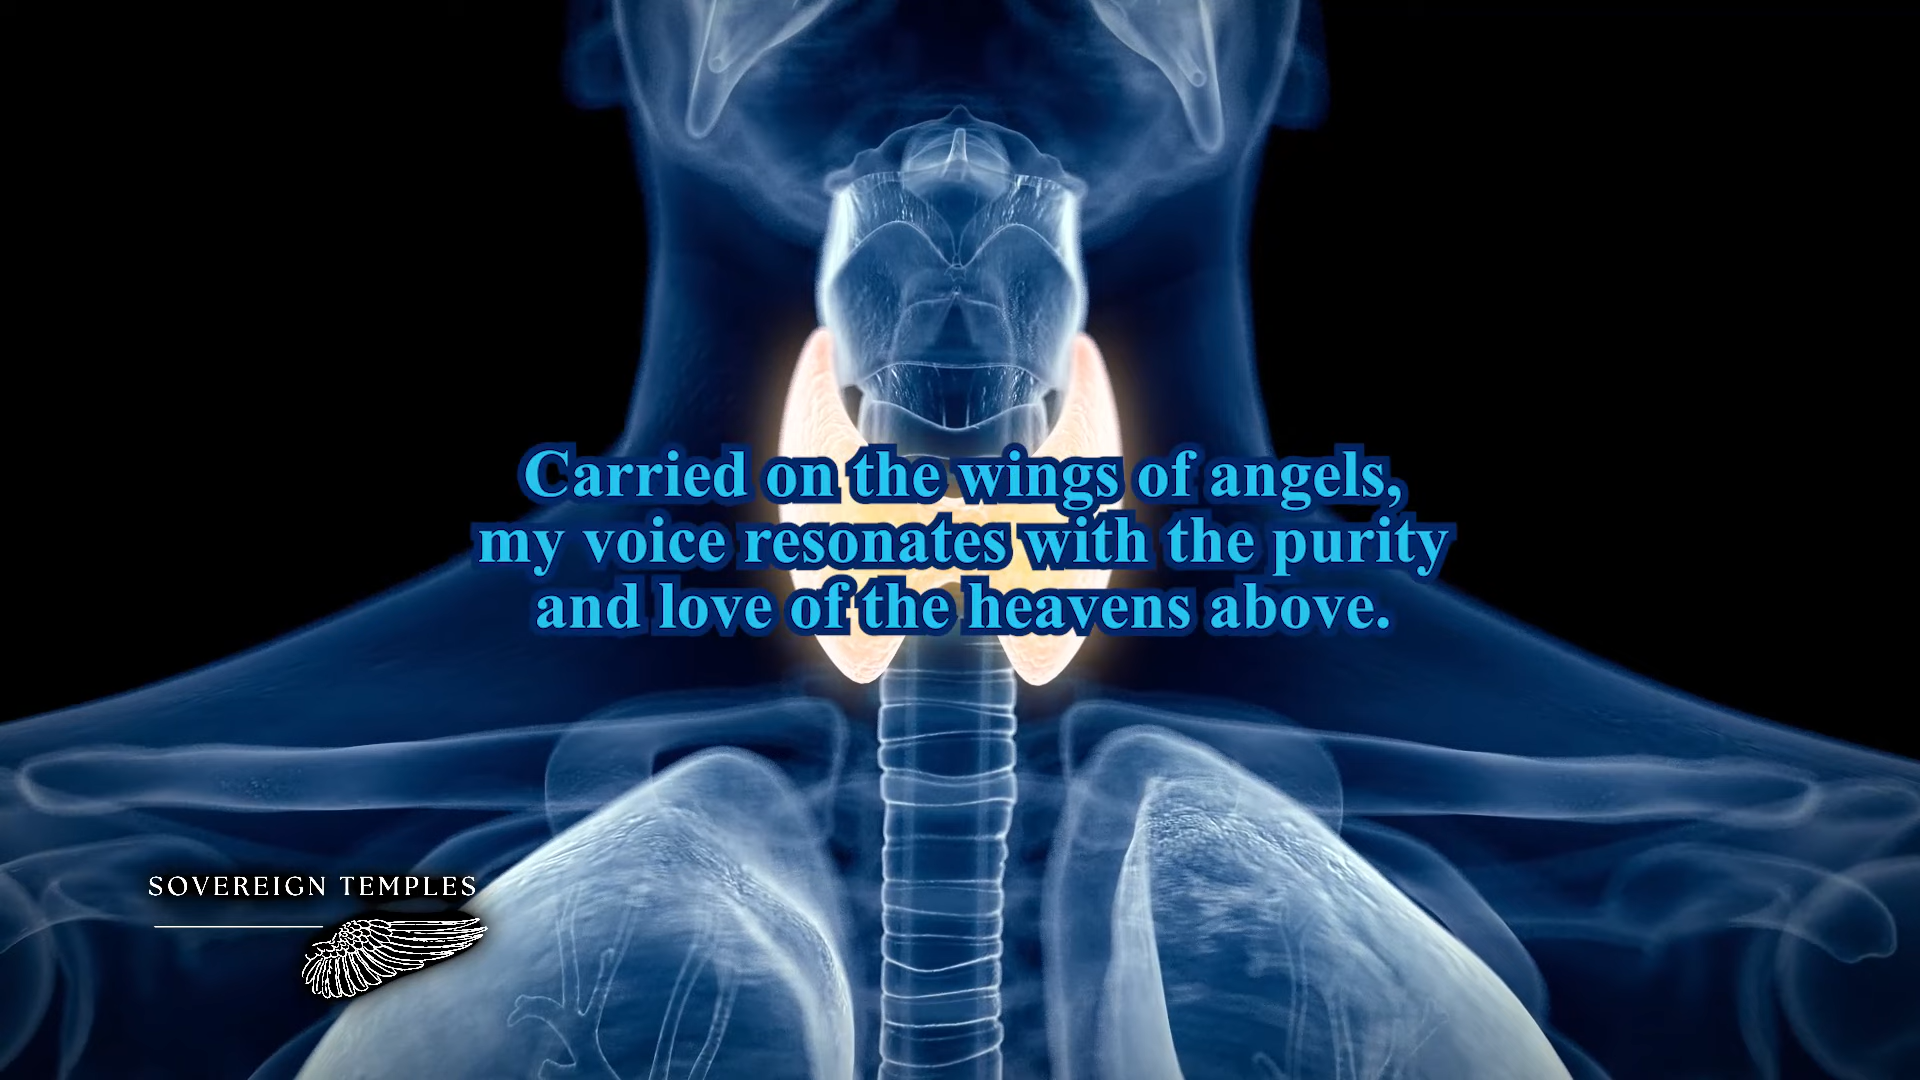 Carried on the wings of angels,
my voice resonates with the purity
and love of the heavens above.
SOVEREIGN TEMPLES